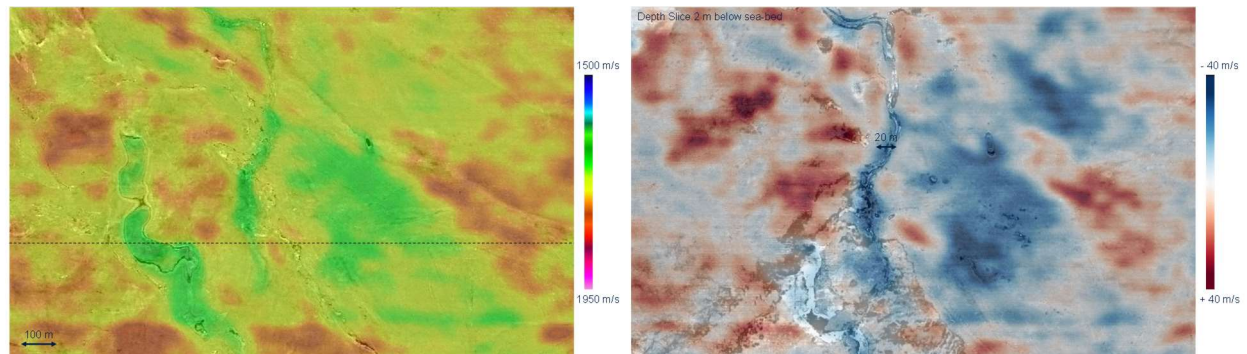 1500 m/s
1950 m/s
100 m
Depth Slice 2 m below sea-bed
20 m
- 40 m/s
+ 40 m/s